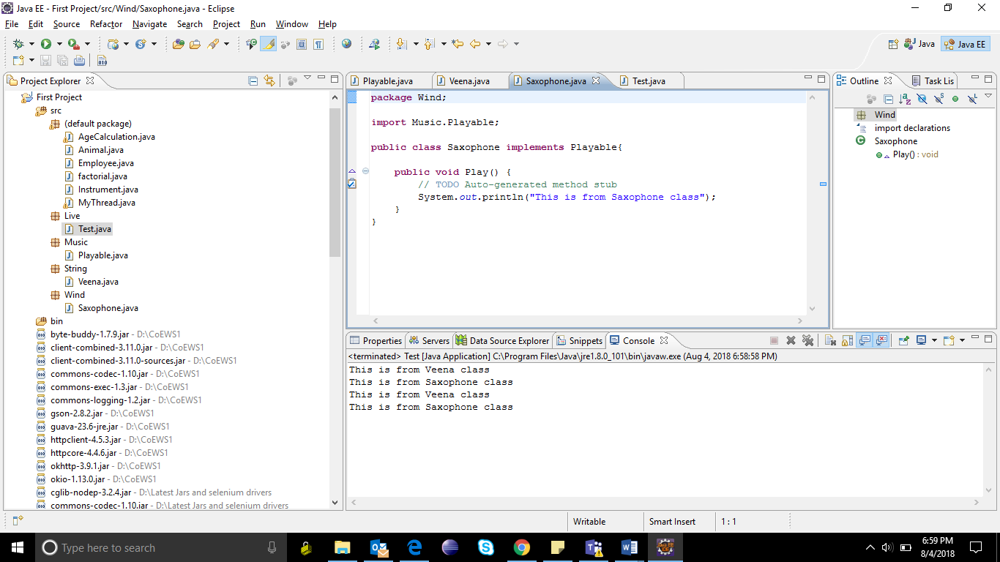 Java EE - First Project/src/Wind/Saxophone.java - Eclipse
File Edit Source Refactor Navigate Search Project Run Window Help
Java Java EE
Project Explorer
First Project
src
(default package)
AgeCalculation.java
Animal.java
Employee.java
factorial.java
Instrument.java
MyThread.java
Live
Test.java
Music
Playable.java
String
Veena.java
Wind
Saxophone.java
bin
byte-buddy-1.7.9.jar - D:\CoEWS1
client-combined-3.11.0.jar - D:\CoEWS1
client-combined-3.11.0-sources.jar - D:\CoEWS1
commons-codec-1.10.jar - D:\CoEWS1
commons-exec-1.3.jar - D:\CoEWS1
commons-logging-1.2.jar - D:\CoEWS1
gson-2.8.2.jar - D:\CoEWS1
guava-23.6-jre.jar - D:\CoEWS1
httpclient-4.5.3.jar - D:\CoEWS1
httpcore-4.4.6.jar - D:\CoEWS1
okhttp-3.9.1.jar - D:\CoEWS1
okio-1.13.0.jar - D:\CoEWS1
cglib-nodep-3.2.4.jar - D:\Latest Jars and selenium drivers
commons-codec-1.10.jar - D:\Latest Jars and selenium drivers
Playable.java Veena.java Saxophone.java Test.java
package Wind;
import Music.Playable;
public class Saxophone implements Playable{
public void Play() {
// TODO Auto-generated method stub
System.out.println("This is from Saxophone class");
}
}
Outline Task Lis
Wind
import declarations
Saxophone
Play() : void
Properties Servers Data Source Explorer Snippets Console
<terminated> Test [Java Application] C:\Program Files\Java\jre1.8.0_101\bin\javaw.exe (Aug 4, 2018 6:58:58 PM)
This is from Veena class
This is from Saxophone class
This is from Veena class
This is from Saxophone class
Writable Smart Insert 1 : 1
Type here to search
6:59 PM
8/4/2018